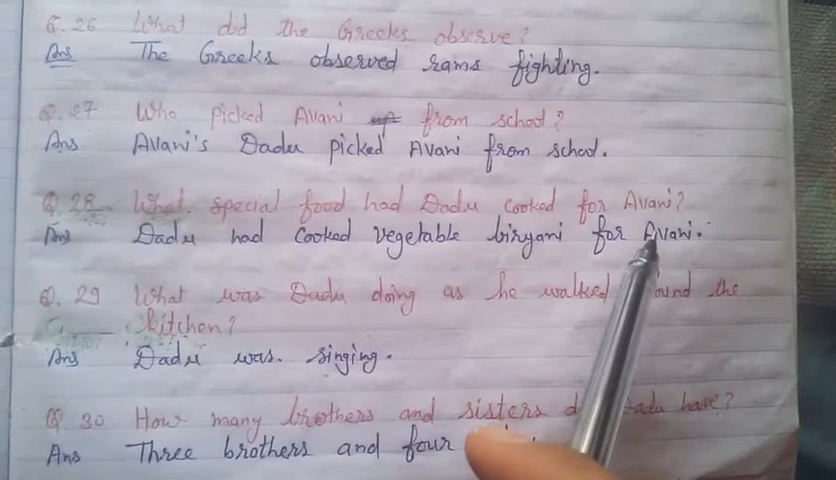 Q.26 What did the Greeks observe?
Ans The Greeks observed rams fighting.
Q.27 Who picked Avani from school?
Ans Avani's Dadu picked Avani from school.
Q.28 What special food had Dadu cooked for Avani?
Ans Dadu had cooked vegetable biryani for Avani.
Q. 29 What was Dadu doing as he walked the
kitchen?
Ans Dadu was. singing.
Q. 30 How many brothers and sisters have?
Ans Three brothers and four